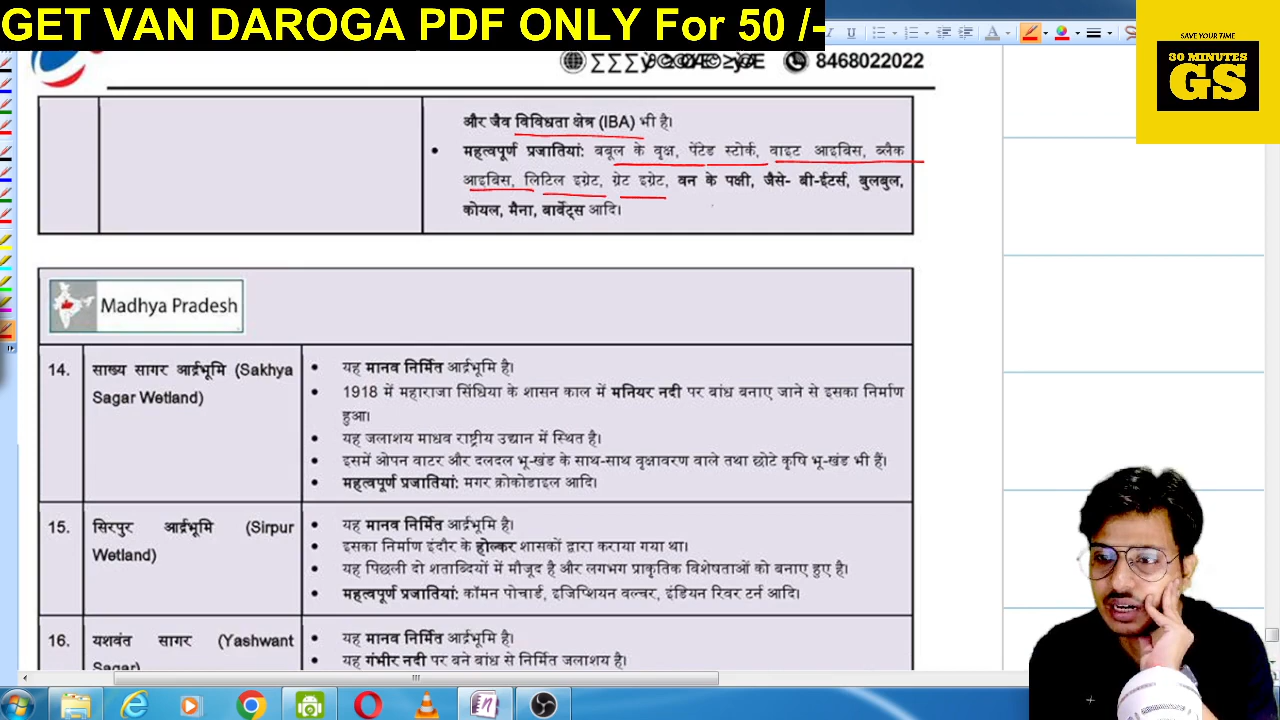 GET VAN DAROGA PDF ONLY For 50 /-
SAVE YOUR 7IME
30 MINUTES
GS
8468022022
और जैव विविधता क्षेत्र (IBA) भी है।
• महत्वपूर्ण प्रजातियां: बबूल के वृक्ष, पेंटेड स्टोर्क, वाइट आइबिस, ब्लैक
आइबिस, लिटिल इग्रेट, ग्रेट इग्रेट, वन के पक्षी, जैसे- बी-ईटर्स, बुलबुल,
कोयल, मैना, बार्बेट्स आदि।
Madhya Pradesh
14. साख्य सागर आर्द्रभूमि (Sakhya
Sagar Wetland)
• यह मानव निर्मित आर्द्रभूमि है।
• 1918 में महाराजा सिंधिया के शासन काल में मनियर नदी पर बांध बनाए जाने से इसका निर्माण
हुआ।
• यह जलाशय माधव राष्ट्रीय उद्यान में स्थित है।
• इसमें ओपन वाटर और दलदल भू-खंड के साथ-साथ वृक्षावरण वाले तथा छोटे कृषि भू-खंड भी हैं।
• महत्वपूर्ण प्रजातियां: मगर क्रोकोडाइल आदि।
15. सिरपुर आर्द्रभूमि (Sirpur
Wetland)
• यह मानव निर्मित आर्द्रभूमि है।
• इसका निर्माण इंदौर के होल्कर शासकों द्वारा कराया गया था।
• यह पिछली दो शताब्दियों में मौजूद है और लगभग प्राकृतिक विशेषताओं को बनाए हुए है।
• महत्वपूर्ण प्रजातियां: कॉमन पोचार्ड, इजिप्शियन वल्चर, इंडियन रिवर टर्न आदि।
16. यशवंत सागर (Yashwant
Sagar)
• यह मानव निर्मित आर्द्रभूमि है।
• यह गंभीर नदी पर बने बांध से निर्मित जलाशय है।